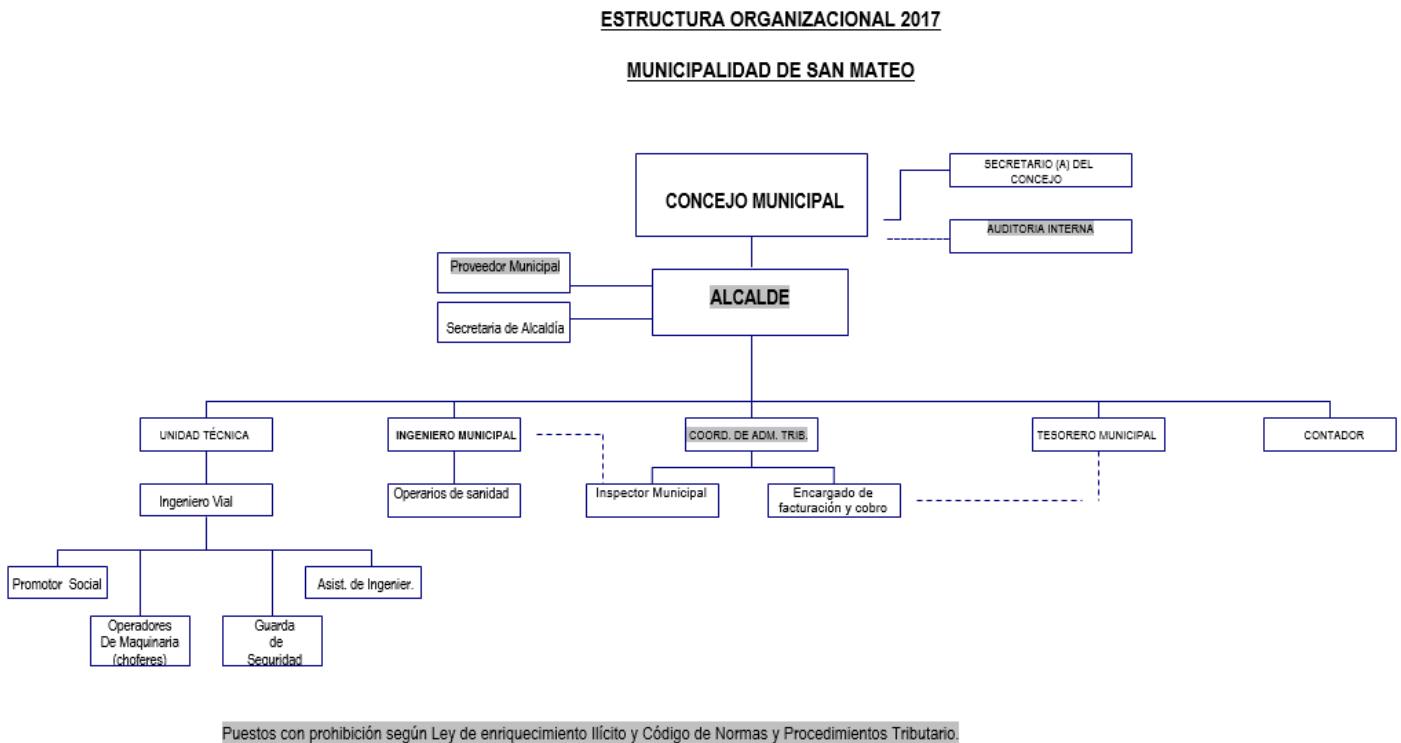 ESTRUCTURA ORGANIZACIONAL 2017
MUNICIPALIDAD DE SAN MATEO
SECRETARIO (A) DEL
CONCEJO
CONCEJO MUNICIPAL
AUDITORIA INTERNA
Proveedor Municipal
ALCALDE
Secretaria de Alcaldía
UNIDAD TÉCNICA
INGENIERO MUNICIPAL
COORD. DE ADM. TRIB.
TESORERO MUNICIPAL
CONTADOR
Ingeniero Vial
Operarios de sanidad
Inspector Municipal
Encargado de
facturación y cobro
Promotor Social
Asist. de Ingenier.
Operadores
De Maquinaria
(choferes)
Guarda
de
Seguridad
Puestos con prohibición según Ley de enriquecimiento Ilícito y Código de Normas y Procedimientos Tributario.